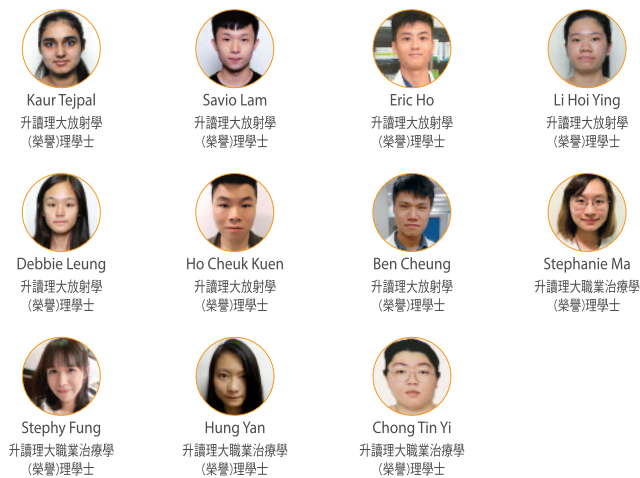 Kaur Tejpal
升讀理大放射學
(榮譽)理學士
Savio Lam
升讀理大放射學
(榮譽)理學士
Eric Ho
升讀理大放射學
(榮譽)理學士
Li Hoi Ying
升讀理大放射學
(榮譽)理學士
Debbie Leung
升讀理大放射學
(榮譽)理學士
Ho Cheuk Kuen
升讀理大放射學
(榮譽)理學士
Ben Cheung
升讀理大放射學
(榮譽)理學士
Stephanie Ma
升讀理大職業治療學
(榮譽)理學士
Stephy Fung
升讀理大職業治療學
(榮譽)理學士
Hung Yan
升讀理大職業治療學
(榮譽)理學士
Chong Tin Yi
升讀理大職業治療學
(榮譽)理學士